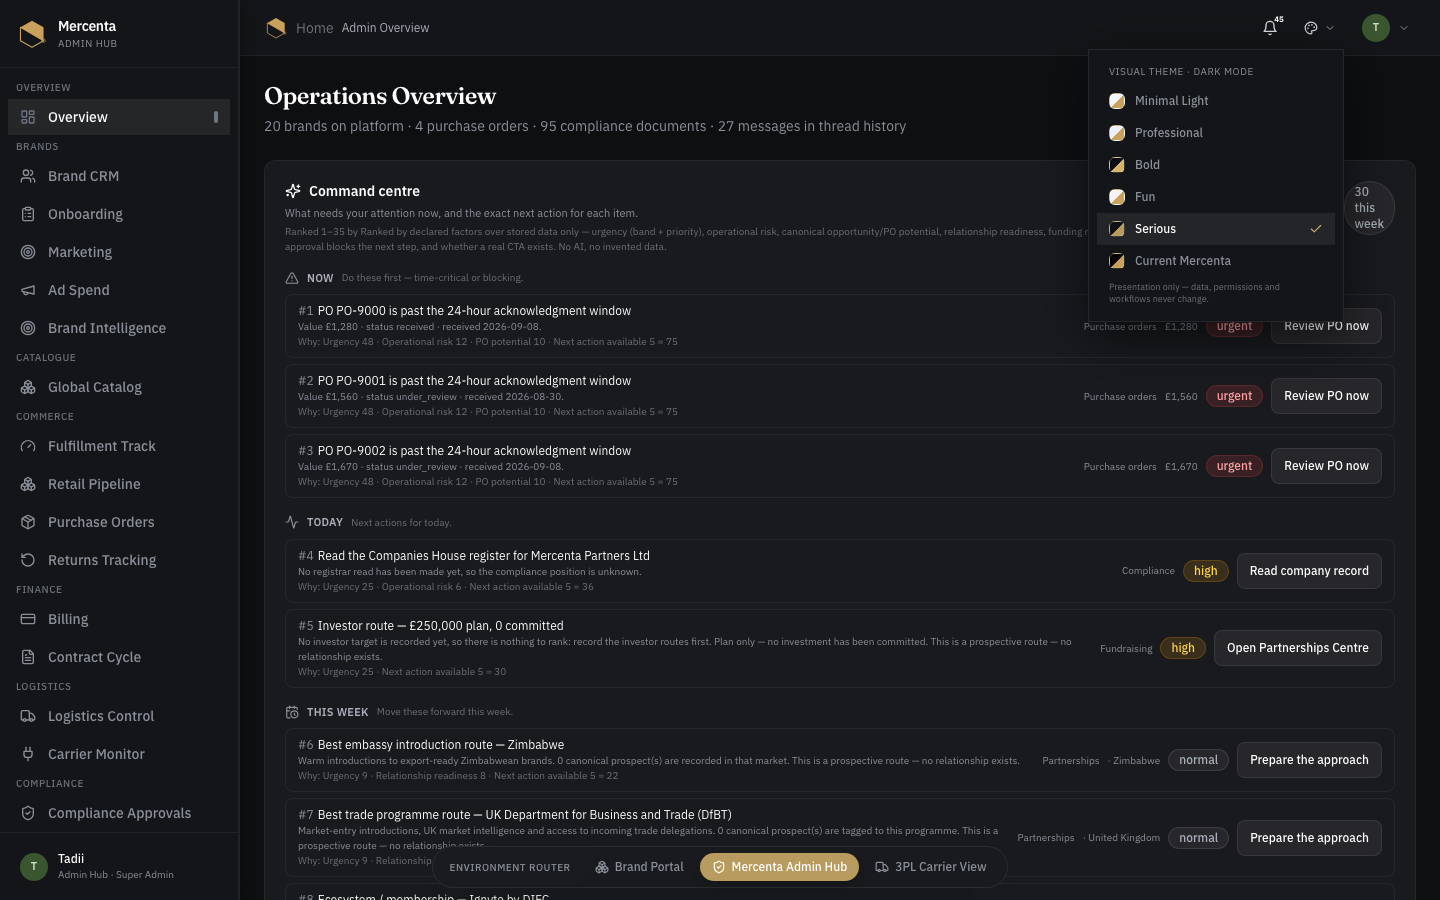 Mercenta
ADMIN HUB
OVERVIEW
Overview
BRANDS
Brand CRM
Onboarding
Marketing
Ad Spend
Brand Intelligence
CATALOGUE
Global Catalog
COMMERCE
Fulfillment Track
Retail Pipeline
Purchase Orders
Returns Tracking
FINANCE
Billing
Contract Cycle
LOGISTICS
Logistics Control
Carrier Monitor
COMPLIANCE
Compliance Approvals
T
Tadii
Admin Hub · Super Admin
Home Admin Overview
45
T
VISUAL THEME · DARK MODE
Minimal Light
Professional
Bold
Fun
Serious
Current Mercenta
Presentation only — data, permissions and
workflows never change.
Operations Overview
20 brands on platform · 4 purchase orders · 95 compliance documents · 27 messages in thread history
Command centre
30
this
week
What needs your attention now, and the exact next action for each item.
Ranked 1–35 by Ranked by declared factors over stored data only — urgency (band + priority), operational risk, canonical opportunity/PO potential, relationship readiness, funding
approval blocks the next step, and whether a real CTA exists. No AI, no invented data.
NOW Do these first — time-critical or blocking.
#1 PO PO-9000 is past the 24-hour acknowledgment window
Value £1,280 · status received · received 2026-09-08.
Why: Urgency 48 · Operational risk 12 · PO potential 10 · Next action available 5 = 75
Purchase orders £1,280 urgent Review PO now
#2 PO PO-9001 is past the 24-hour acknowledgment window
Value £1,560 · status under_review · received 2026-08-30.
Why: Urgency 48 · Operational risk 12 · PO potential 10 · Next action available 5 = 75
Purchase orders £1,560 urgent Review PO now
#3 PO PO-9002 is past the 24-hour acknowledgment window
Value £1,670 · status under_review · received 2026-09-08.
Why: Urgency 48 · Operational risk 12 · PO potential 10 · Next action available 5 = 75
Purchase orders £1,670 urgent Review PO now
TODAY Next actions for today.
#4 Read the Companies House register for Mercenta Partners Ltd
No registrar read has been made yet, so the compliance position is unknown.
Why: Urgency 25 · Operational risk 6 · Next action available 5 = 36
Compliance high Read company record
#5 Investor route — £250,000 plan, 0 committed
No investor target is recorded yet, so there is nothing to rank: record the investor routes first. Plan only — no investment has been committed. This is a prospective route — no
relationship exists.
Why: Urgency 25 · Next action available 5 = 30
Fundraising high Open Partnerships Centre
THIS WEEK Move these forward this week.
#6 Best embassy introduction route — Zimbabwe
Warm introductions to export-ready Zimbabwean brands. 0 canonical prospect(s) are recorded in that market. This is a prospective route — no relationship exists.
Why: Urgency 9 · Relationship readiness 8 · Next action available 5 = 22
Partnerships · Zimbabwe normal Prepare the approach
#7 Best trade programme route — UK Department for Business and Trade (DfBT)
Market-entry introductions, UK market intelligence and access to incoming trade delegations. 0 canonical prospect(s) are tagged to this programme. This is a
prospective route — no relationship exists.
Why: Urgency 9 · Relationship
Partnerships · United Kingdom normal Prepare the approach
#8 Ecosystem / membership — Ignyte by DIFC
ENVIRONMENT ROUTER Brand Portal Mercenta Admin Hub 3PL Carrier View